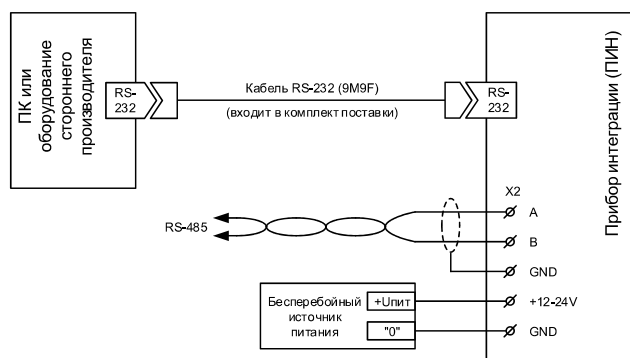 ПК или
оборудование
стороннего
производителя
RS-
232
Кабель RS-232 (9M9F)
(входит в комплект поставки)
RS-
232
Прибор интеграции (ПИН)
X2
RS-485
A
B
GND
Бесперебойный
источник
питания
+Uпит
"0"
+12-24V
GND